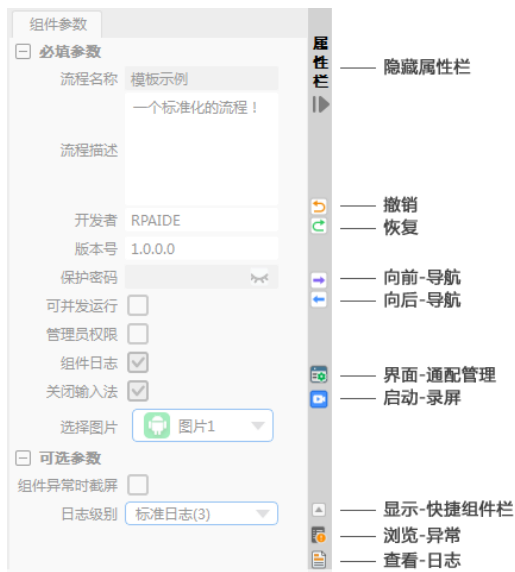 组件参数
必填参数
流程名称 模板示例
一个标准化的流程！
流程描述
开发者 RPAIDE
版本号 1.0.0.0
保护密码
可并发运行
管理员权限
组件日志
关闭输入法
选择图片 图片1
可选参数
组件异常时截屏
日志级别 标准日志(3)
属性栏
隐藏属性栏
撤销
恢复
向前-导航
向后-导航
界面-通配管理
启动-录屏
显示-快捷组件栏
浏览-异常
查看-日志